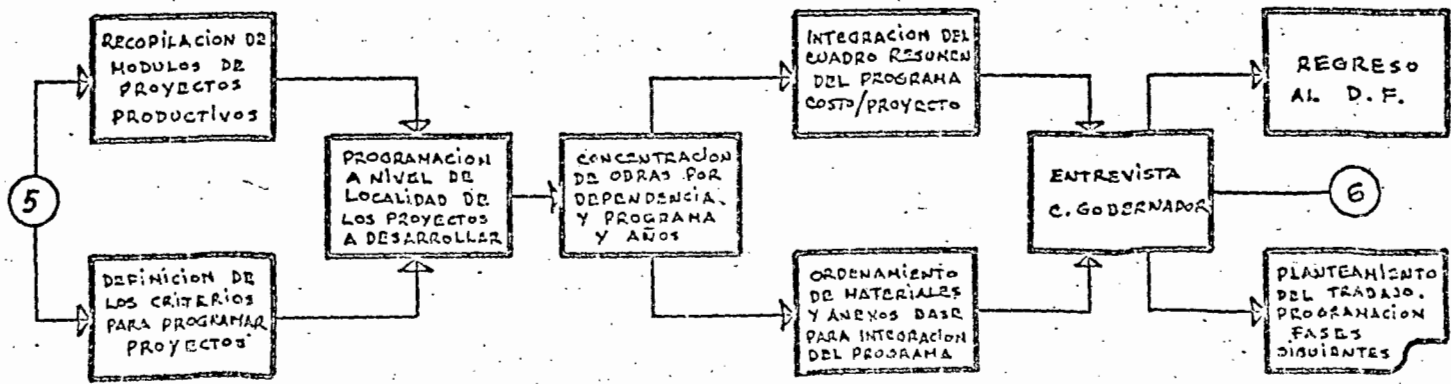 5
RECOPILACION DE
MODULOS DE
PROYECTOS
PRODUCTIVOS
DEFINICION DE
LOS CRITERIOS
PARA PROGRAMAR
PROYECTOS
PROGRAMACION
A NIVEL DE
LOCALIDAD DE
LOS PROYECTOS
A DESARROLLAR
CONCENTRACION
DE OBRAS POR
DEPENDENCIA,
Y PROGRAMA
Y AÑOS
INTEGRACION DEL
CUADRO RESUMEN
DEL PROGRAMA
COSTO/PROYECTO
ORDENAMIENTO
DE MATERIALES
Y ANEXOS BASE
PARA INTEGRACION
DEL PROGRAMA
ENTREVISTA
C. GOBERNADOR
REGRESO
AL D.F.
6
PLANTEAMIENTO
DEL TRABAJO.
PROGRAMACION
FASES
SIGUIENTES